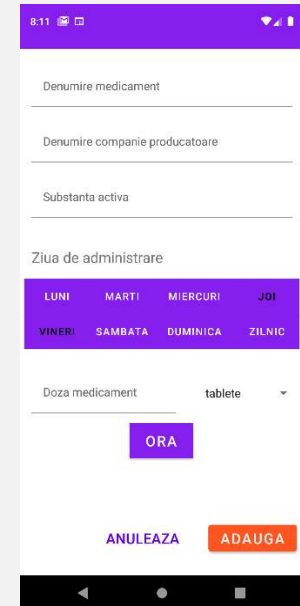 8:11
Denumire medicament
Denumire companie producatoare
Substanta activa
Ziua de administrare
LUNI MARTI MIERCURI JOI
VINERI SAMBATA DUMINICA ZILNIC
Doza medicament tablete
ORA
ANULEAZA ADAUGA